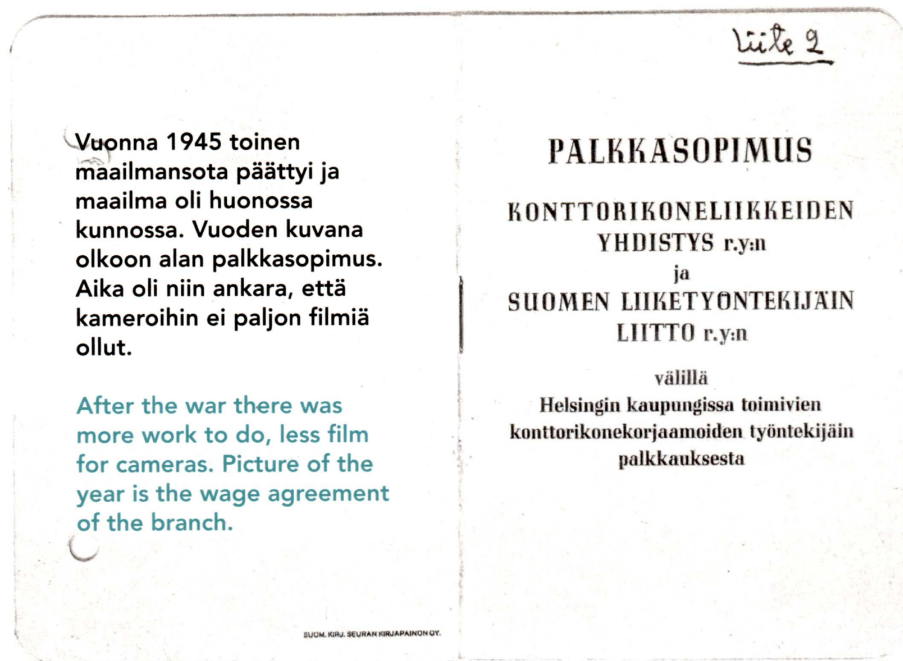 Vuonna 1945 toinen
maailmansota päättyi ja
maailma oli huonossa
kunnossa. Vuoden kuvana
olkoon alan palkkasopimus.
Aika oli niin ankara, että
kameroihin ei paljon filmiä
ollut.
After the war there was
more work to do, less film
for cameras. Picture of the
year is the wage agreement
of the branch.
SUOM. KIRJ. SEURAN KIRJAPAINON OY.
Liite 2
PALKKASOPIMUS
KONTTORIKONELIIKKEIDEN
YHDISTYS r.y:n
ja
SUOMEN LIIKETYÖNTEKIJÄIN
LIITTO r.y:n
välillä
Helsingin kaupungissa toimivien
konttorikonekorjaamoiden työntekijäin
palkkauksesta